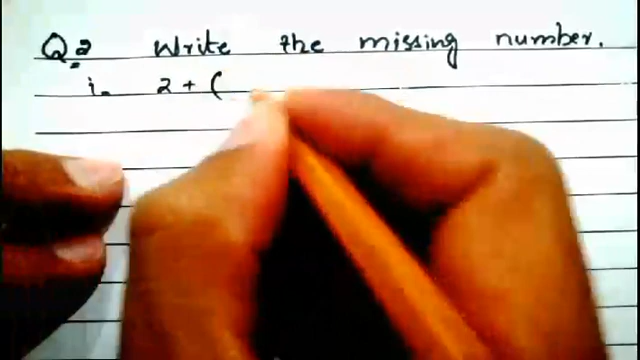 Q.2 Write the missing number.
i. 2 + (